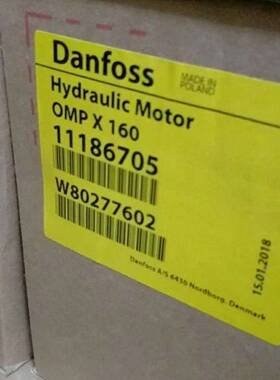 Danfoss
MADE IN
POLAND
Hydraulic Motor
OMP X 160
11186705
W80277602
15.01.2018
Danfoss A/S 6430 Nordborg, Denmark